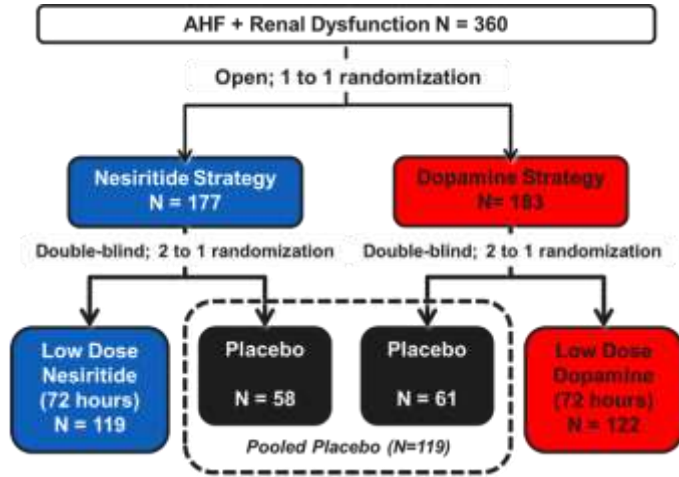 AHF + Renal Dysfunction N = 360
Open; 1 to 1 randomization
Nesiritide Strategy
N = 177
Dopamine Strategy
N= 183
Double-blind; 2 to 1 randomization
Double-blind; 2 to 1 randomization
Low Dose
Nesiritide
(72 hours)
N = 119
Placebo
N = 58
Placebo
N = 61
Low Dose
Dopamine
(72 hours)
N = 122
Pooled Placebo (N=119)